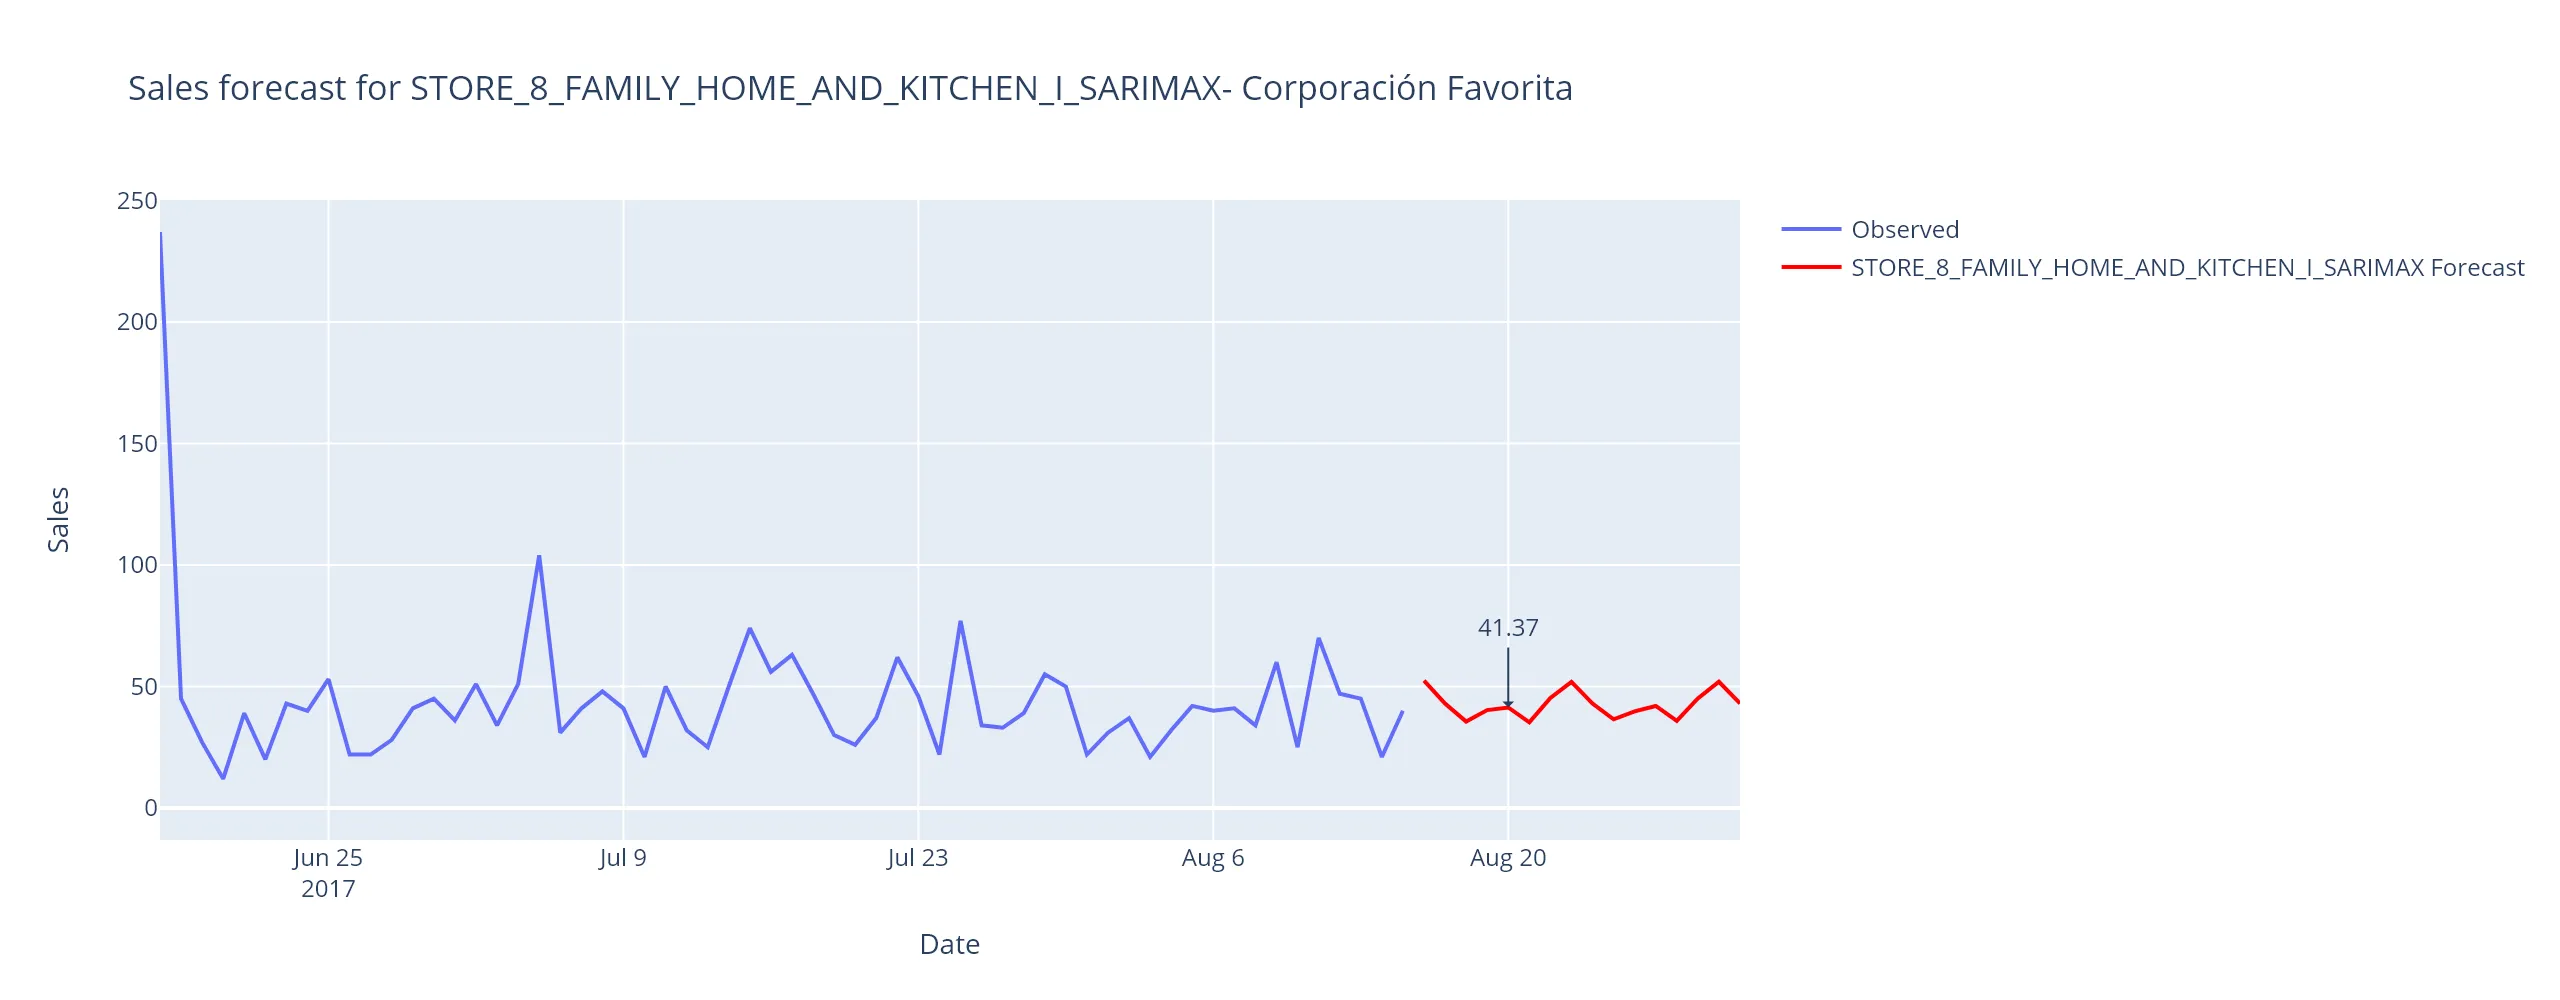 Sales forecast for STORE_8_FAMILY_HOME_AND_KITCHEN_I_SARIMAX- Corporación Favorita
Observed
STORE_8_FAMILY_HOME_AND_KITCHEN_I_SARIMAX Forecast
250
200
150
100
50
0
Sales
41.37
Jun 25
2017
Jul 9
Jul 23
Aug 6
Aug 20
Date